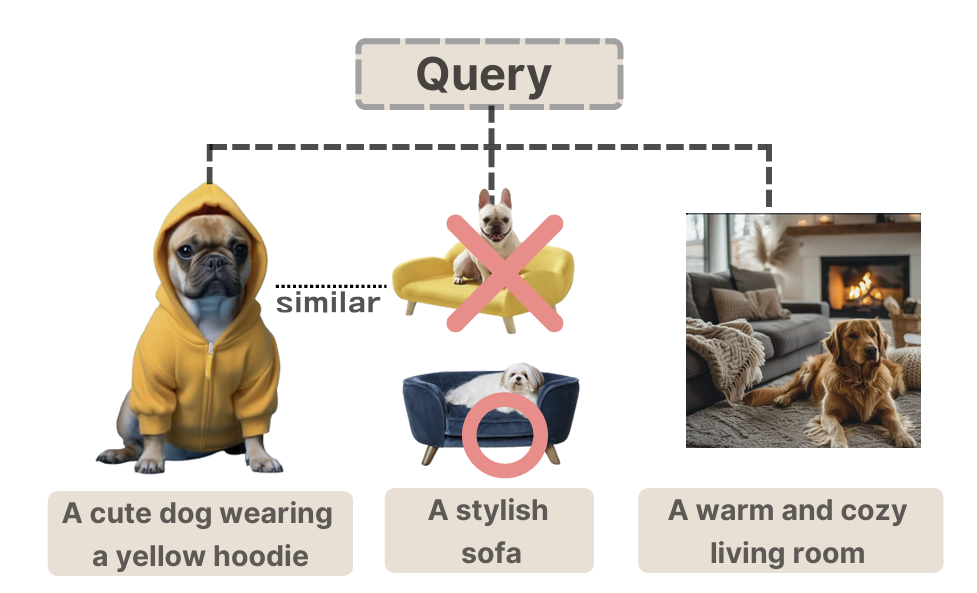 Query
similar
A cute dog wearing
a yellow hoodie
A stylish
sofa
A warm and cozy
living room